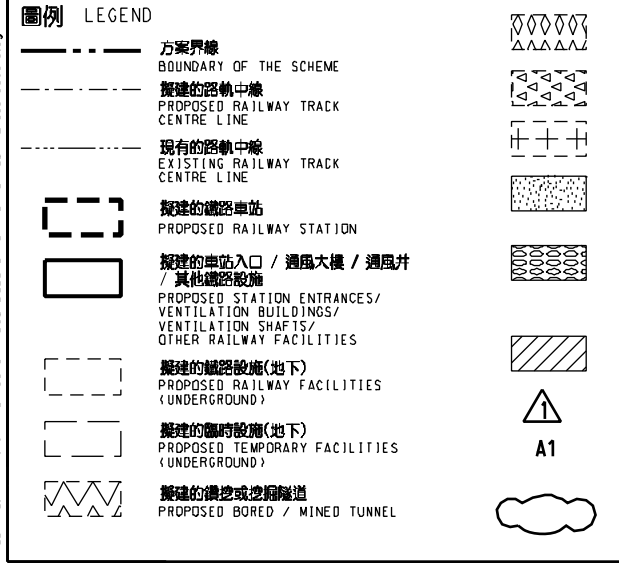 圖例 LEGEND
方案界線
BOUNDARY OF THE SCHEME
擬建的路軌中線
PROPOSED RAILWAY TRACK
CENTRE LINE
現有的路軌中線
EXISTING RAILWAY TRACK
CENTRE LINE
擬建的鐵路車站
PROPOSED RAILWAY STATION
擬建的車站入口 / 通風大樓 / 通風井
/ 其他鐵路設施
PROPOSED STATION ENTRANCES/
VENTILATION BUILDINGS/
VENTILATION SHAFTS/
OTHER RAILWAY FACILITIES
擬建的鐵路設施(地下)
PROPOSED RAILWAY FACILITIES
(UNDERGROUND)
擬建的臨時設施(地下)
PROPOSED TEMPORARY FACILITIES
(UNDERGROUND)
擬建的鑽挖或挖掘隧道
PROPOSED BORED / MINED TUNNEL
1
A1